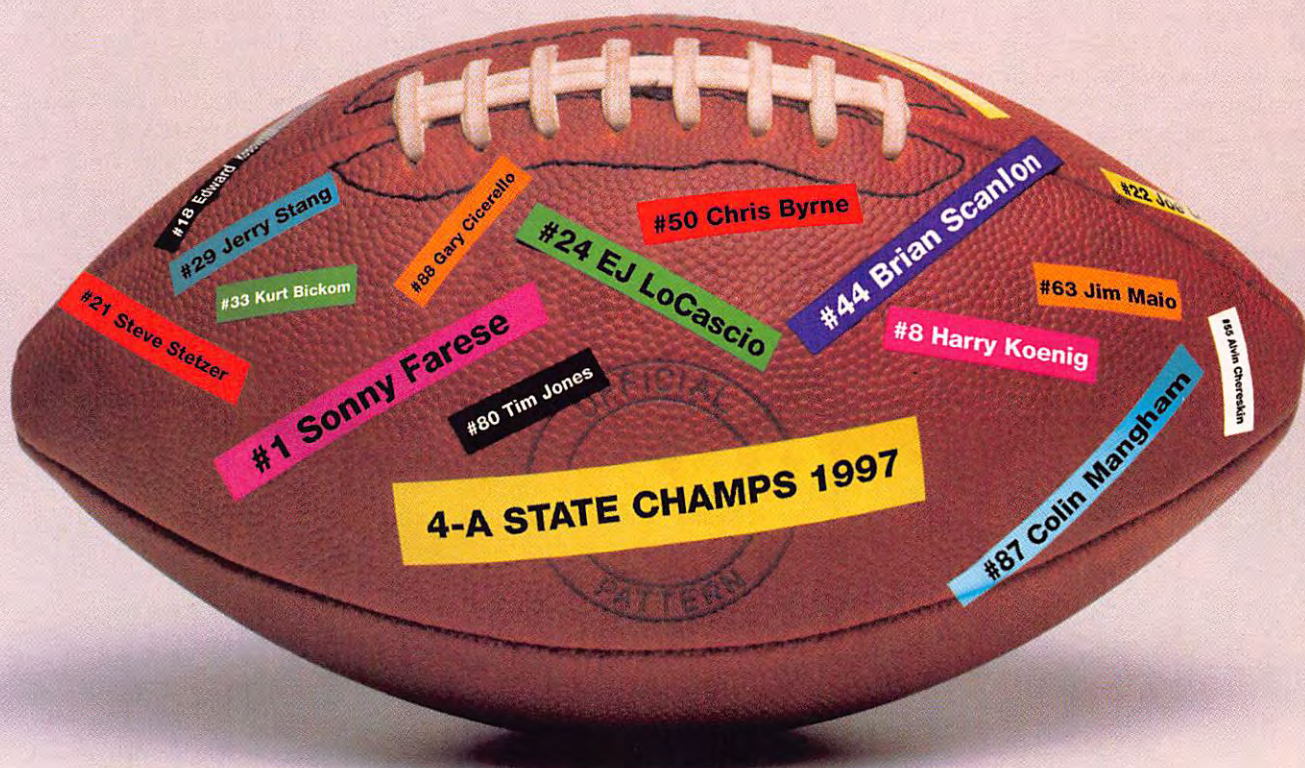 #18 Edward
#29 Jerry Stang
#88 Gary Cicerello
#50 Chris Byrne
#44 Brian Scanlon
#22 Joe
#21 Steve Stetzer
#33 Kurt Bickom
#24 EJ LoCascio
#63 Jim Maio
#8 Harry Koenig
#55 Alvin Chereskin
#1 Sonny Farese
#80 Tim Jones
#87 Colin Mangham
OFFICIAL
4-A STATE CHAMPS 1997
PATTERN